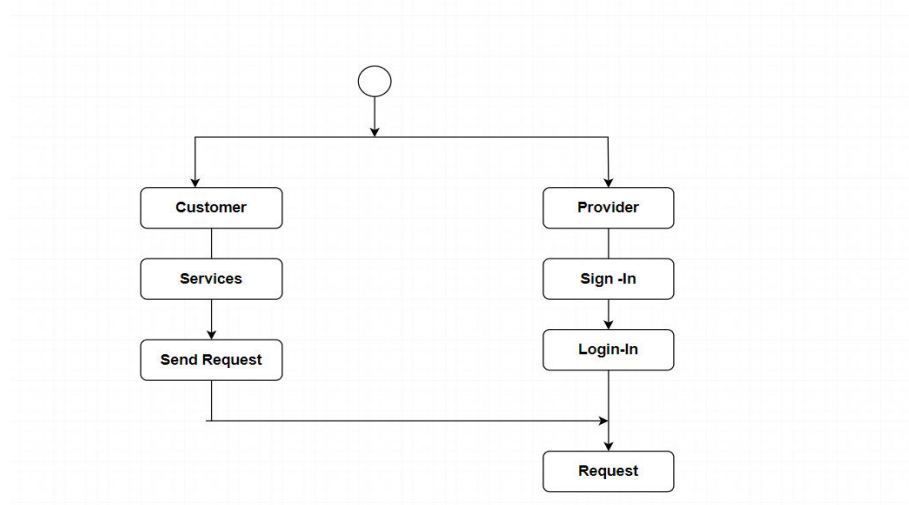 Customer
Provider
Services
Sign -In
Send Request
Login-In
Request